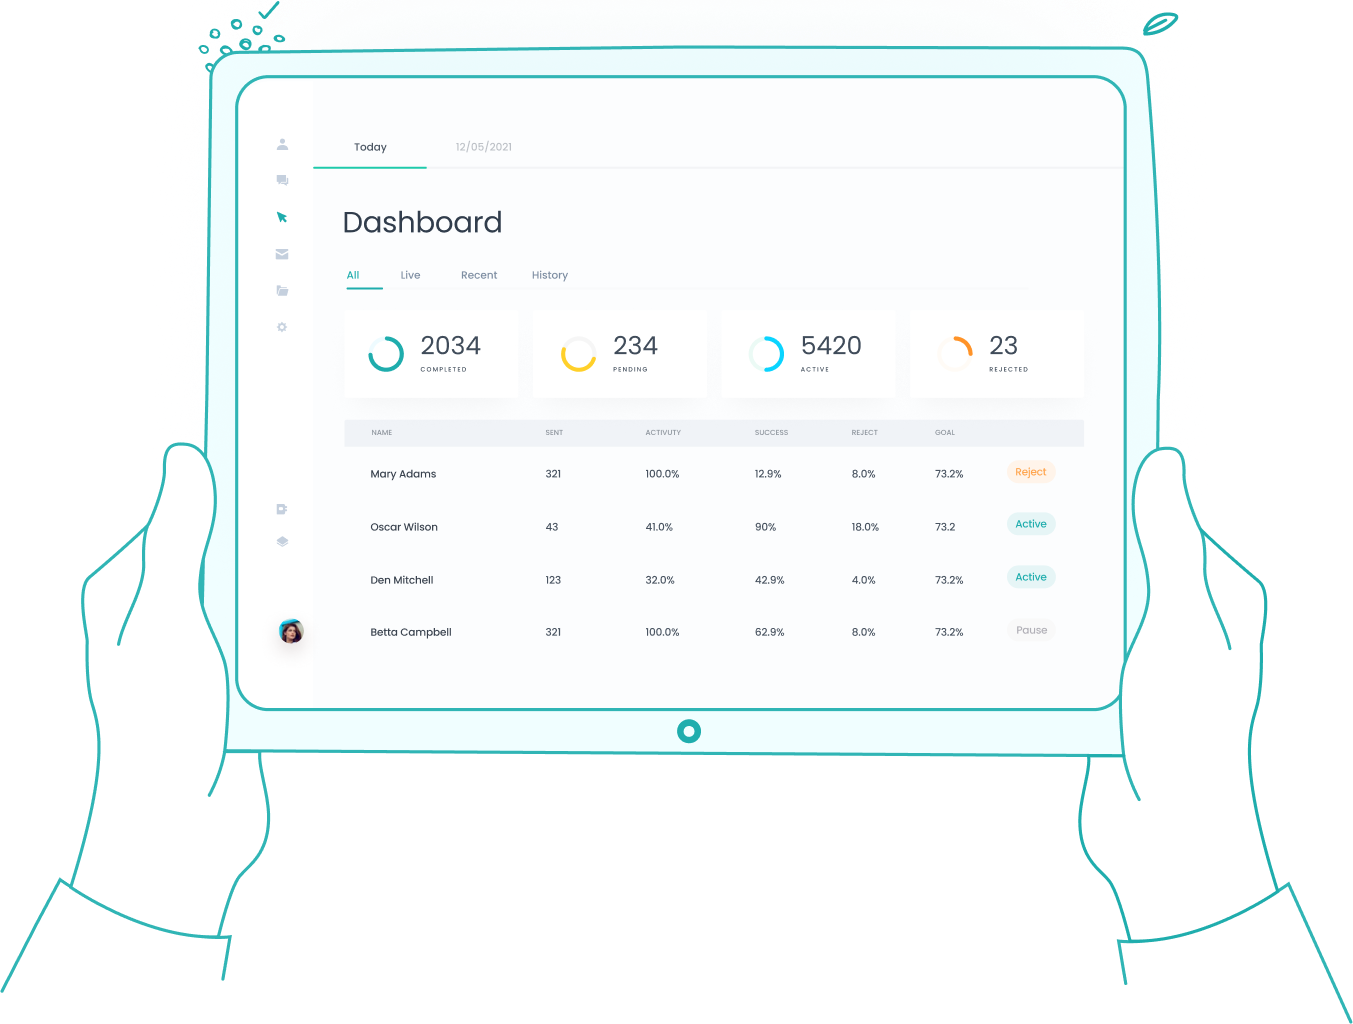 Today 12/05/2021
Dashboard
All Live Recent History
2034 234 5420 23
COMPLETED PENDING ACTIVE REJECTED
NAME SENT ACTIVUTY SUCCESS REJECT GOAL
Mary Adams 321 100.0% 12.9% 8.0% 73.2% Reject
Oscar Wilson 43 41.0% 90% 18.0% 73.2 Active
Den Mitchell 123 32.0% 42.9% 4.0% 73.2% Active
Betta Campbell 321 100.0% 62.9% 8.0% 73.2% Pause